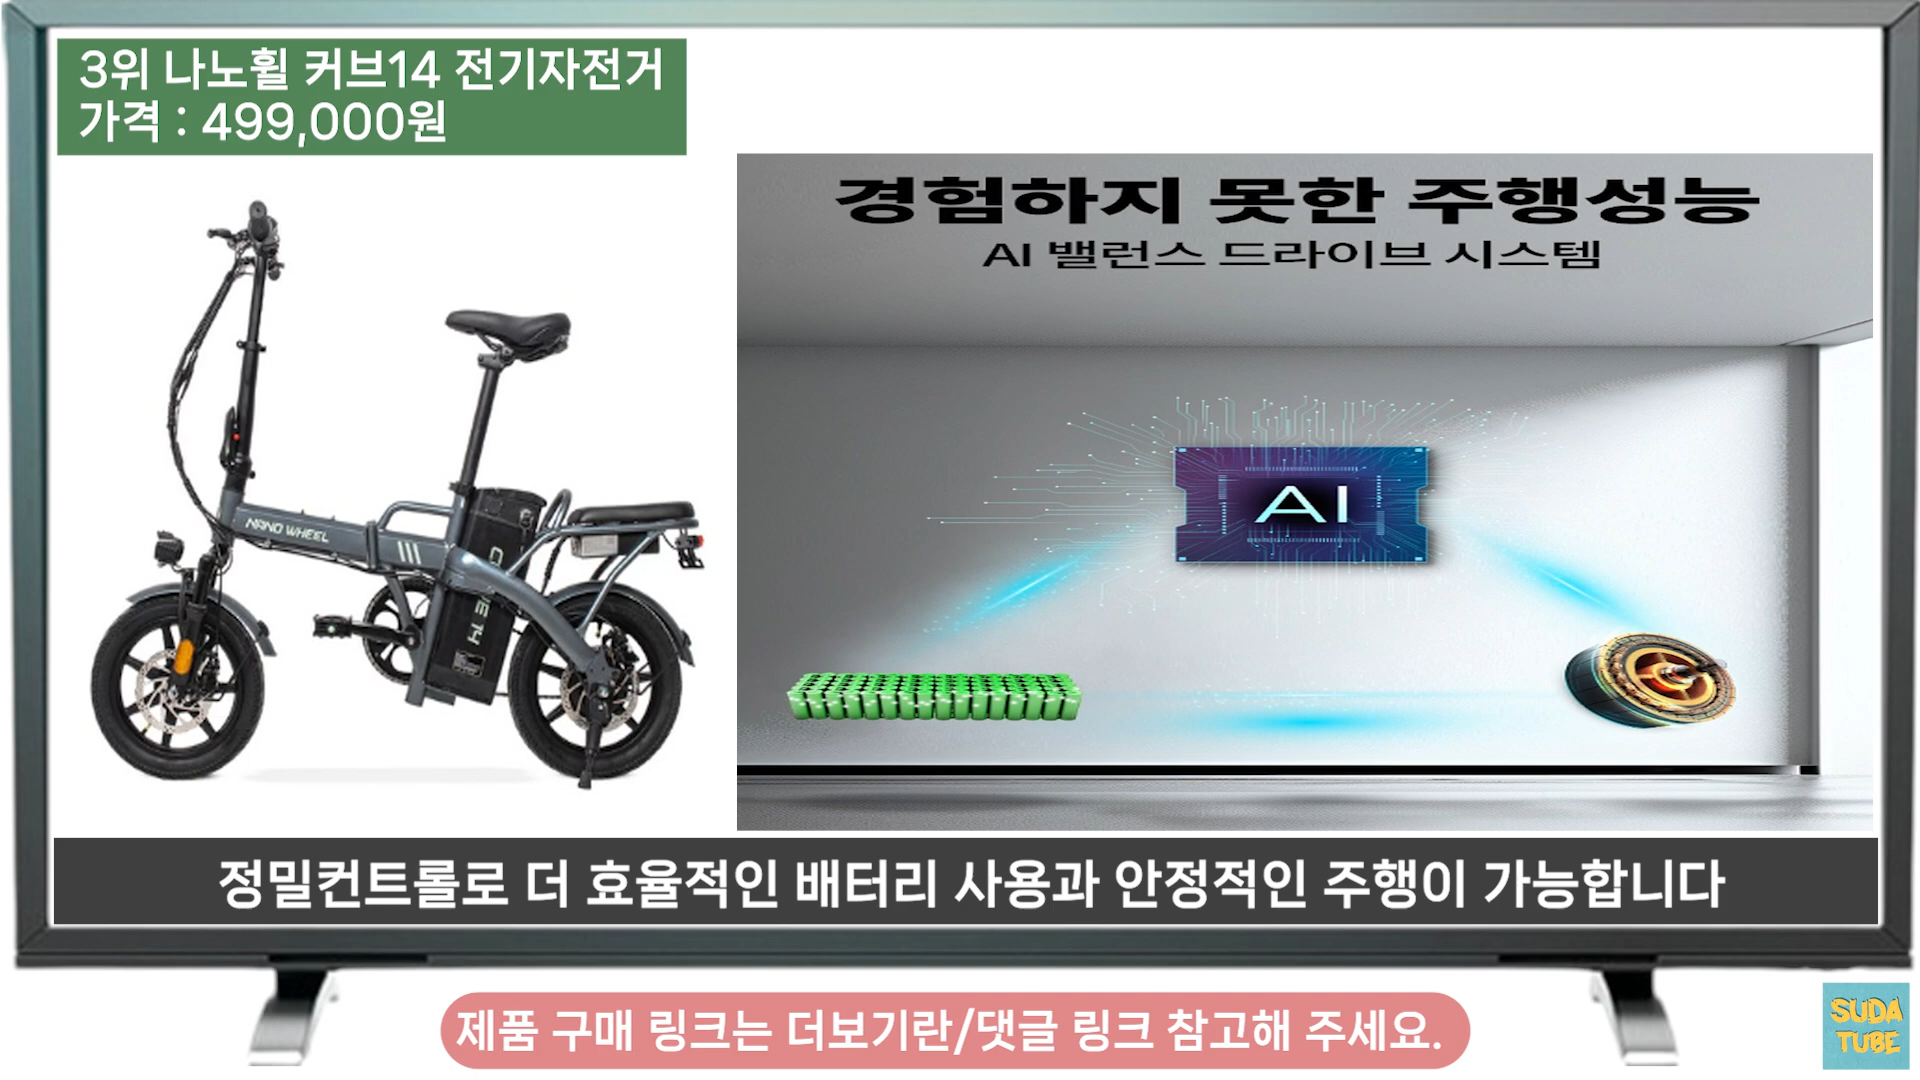 3위 나노휠 커브14 전기자전거
가격 : 499,000원
경험하지 못한 주행성능
AI 밸런스 드라이브 시스템
AI
NANO WHEEL
정밀컨트롤로 더 효율적인 배터리 사용과 안정적인 주행이 가능합니다
제품 구매 링크는 더보기란/댓글 링크 참고해 주세요.
SUDA
TUBE